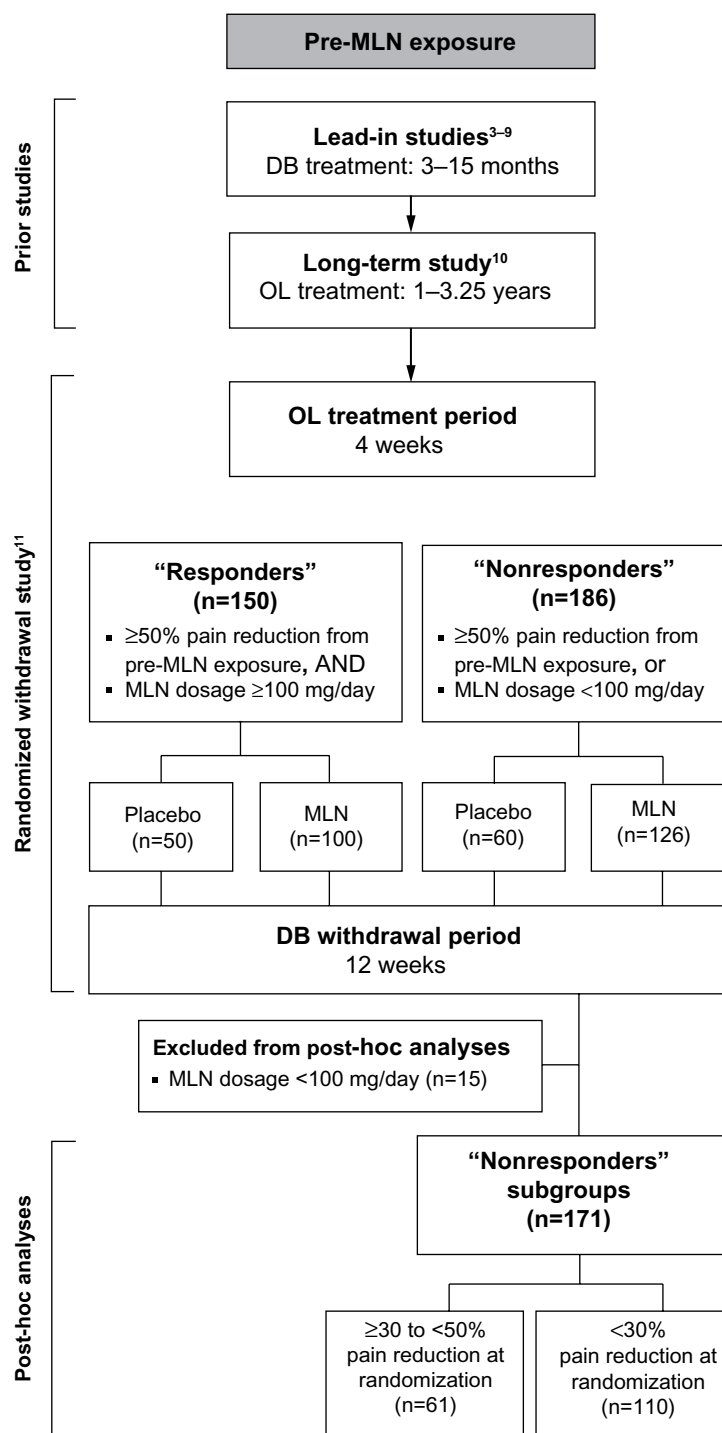 Pre-MLN exposure
Prior studies
Lead-in studies³⁻⁹
DB treatment: 3–15 months
Long-term study¹⁰
OL treatment: 1–3.25 years
Randomized withdrawal study¹¹
OL treatment period
4 weeks
“Responders”
(n=150)
▪ ≥50% pain reduction from
pre-MLN exposure, AND
▪ MLN dosage ≥100 mg/day
“Nonresponders”
(n=186)
▪ ≥50% pain reduction from
pre-MLN exposure, or
▪ MLN dosage <100 mg/day
Placebo
(n=50)
MLN
(n=100)
Placebo
(n=60)
MLN
(n=126)
DB withdrawal period
12 weeks
Excluded from post-hoc analyses
▪ MLN dosage <100 mg/day (n=15)
Post-hoc analyses
“Nonresponders”
subgroups
(n=171)
≥30 to <50%
pain reduction at
randomization
(n=61)
<30%
pain reduction at
randomization
(n=110)